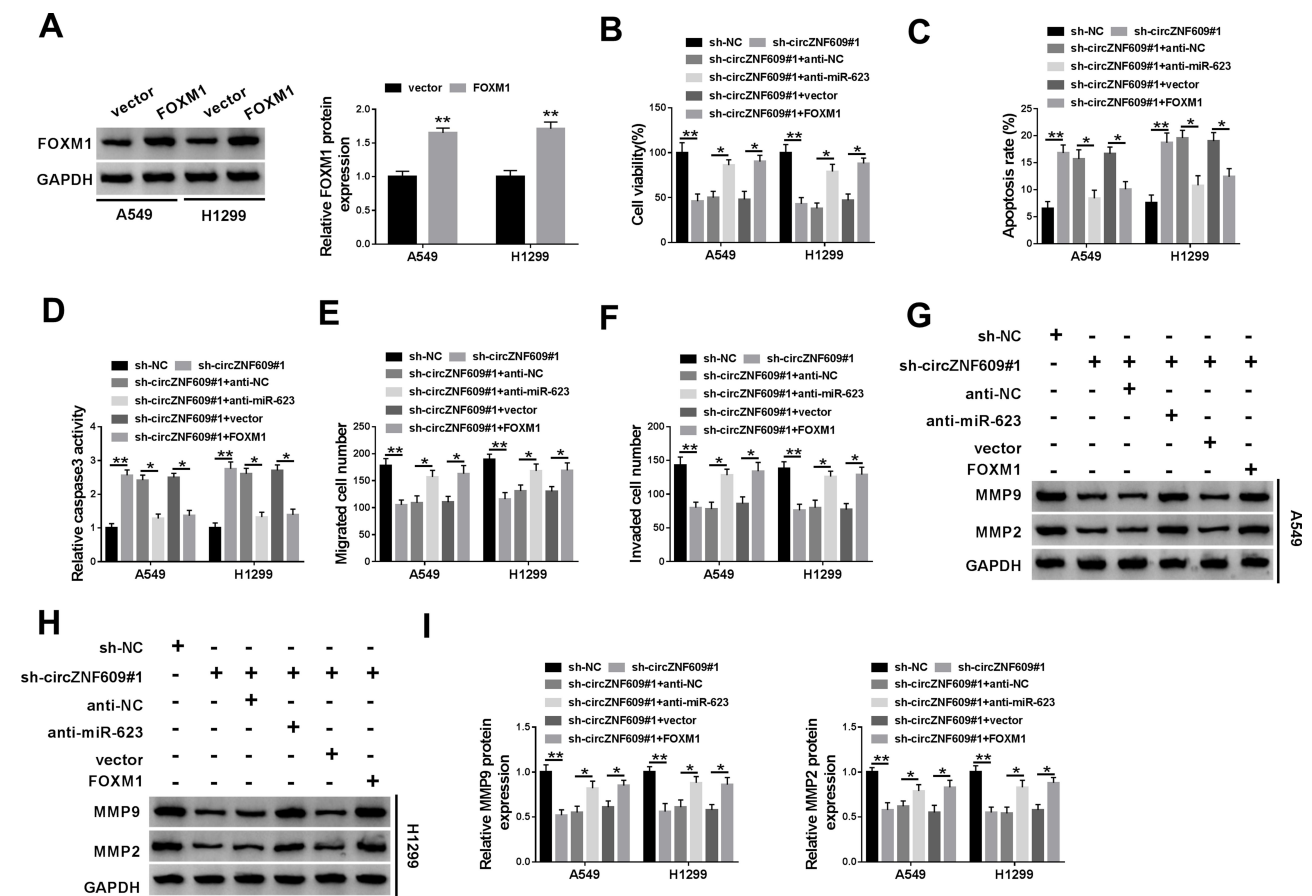 A
vector
FOXM1
vector
FOXM1
FOXM1
GAPDH
A549
H1299
vector
FOXM1
Relative FOXM1 protein
expression
2.0
1.5
1.0
0.5
0.0
**
**
A549
H1299
B
sh-NC
sh-circZNF609#1
sh-circZNF609#1+anti-NC
sh-circZNF609#1+anti-miR-623
sh-circZNF609#1+vector
sh-circZNF609#1+FOXM1
Cell viability(%)
150
100
50
0
**
*
*
**
*
*
A549
H1299
C
sh-NC
sh-circZNF609#1
sh-circZNF609#1+anti-NC
sh-circZNF609#1+anti-miR-623
sh-circZNF609#1+vector
sh-circZNF609#1+FOXM1
Apoptosis rate (%)
25
20
15
10
5
0
**
*
*
**
*
*
A549
H1299
D
sh-NC
sh-circZNF609#1
sh-circZNF609#1+anti-NC
sh-circZNF609#1+anti-miR-623
sh-circZNF609#1+vector
sh-circZNF609#1+FOXM1
Relative caspase3 activity
4
3
2
1
0
**
*
*
**
*
*
A549
H1299
E
sh-NC
sh-circZNF609#1
sh-circZNF609#1+anti-NC
sh-circZNF609#1+anti-miR-623
sh-circZNF609#1+vector
sh-circZNF609#1+FOXM1
Migrated cell number
250
200
150
100
50
0
**
*
*
**
*
*
A549
H1299
F
sh-NC
sh-circZNF609#1
sh-circZNF609#1+anti-NC
sh-circZNF609#1+anti-miR-623
sh-circZNF609#1+vector
sh-circZNF609#1+FOXM1
Invaded cell number
200
150
100
50
0
**
*
*
**
*
*
A549
H1299
G
sh-NC + - - - - -
sh-circZNF609#1 - + + + + +
anti-NC - - + - - -
anti-miR-623 - - - + - -
vector - - - - + -
FOXM1 - - - - - +
MMP9
MMP2
GAPDH
A549
H
sh-NC + - - - - -
sh-circZNF609#1 - + + + + +
anti-NC - - + - - -
anti-miR-623 - - - + - -
vector - - - - + -
FOXM1 - - - - - +
MMP9
MMP2
GAPDH
H1299
I
sh-NC
sh-circZNF609#1
sh-circZNF609#1+anti-NC
sh-circZNF609#1+anti-miR-623
sh-circZNF609#1+vector
sh-circZNF609#1+FOXM1
Relative MMP9 protein
expression
1.5
1.0
0.5
0.0
**
*
*
**
*
*
A549
H1299
sh-NC
sh-circZNF609#1
sh-circZNF609#1+anti-NC
sh-circZNF609#1+anti-miR-623
sh-circZNF609#1+vector
sh-circZNF609#1+FOXM1
Relative MMP2 protein
expression
1.5
1.0
0.5
0.0
**
*
*
**
*
*
A549
H1299